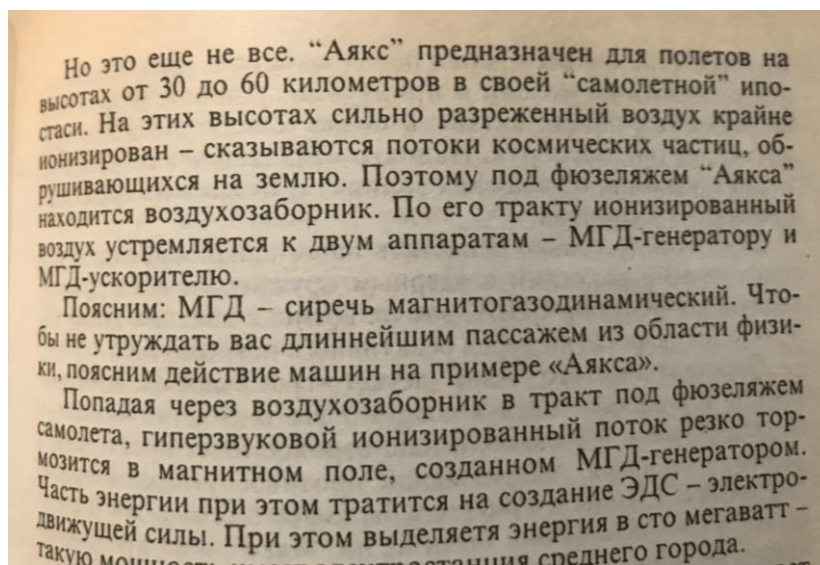 Но это еще не все. “Аякс” предназначен для полетов на
высотах от 30 до 60 километров в своей “самолетной” ипо-
стаси. На этих высотах сильно разреженный воздух крайне
ионизирован – сказываются потоки космических частиц, об-
рушивающихся на землю. Поэтому под фюзеляжем “Аякса”
находится воздухозаборник. По его тракту ионизированный
воздух устремляется к двум аппаратам – МГД-генератору и
МГД-ускорителю.
Поясним: МГД – сиречь магнитогазодинамический. Что-
бы не утруждать вас длиннейшим пассажем из области физи-
ки, поясним действие машин на примере «Аякса».
Попадая через воздухозаборник в тракт под фюзеляжем
самолета, гиперзвуковой ионизированный поток резко тор-
мозится в магнитном поле, созданном МГД-генератором.
Часть энергии при этом тратится на создание ЭДС – электро-
движущей силы. При этом выделяетя энергия в сто мегаватт –
такую мощность электростанция среднего города.